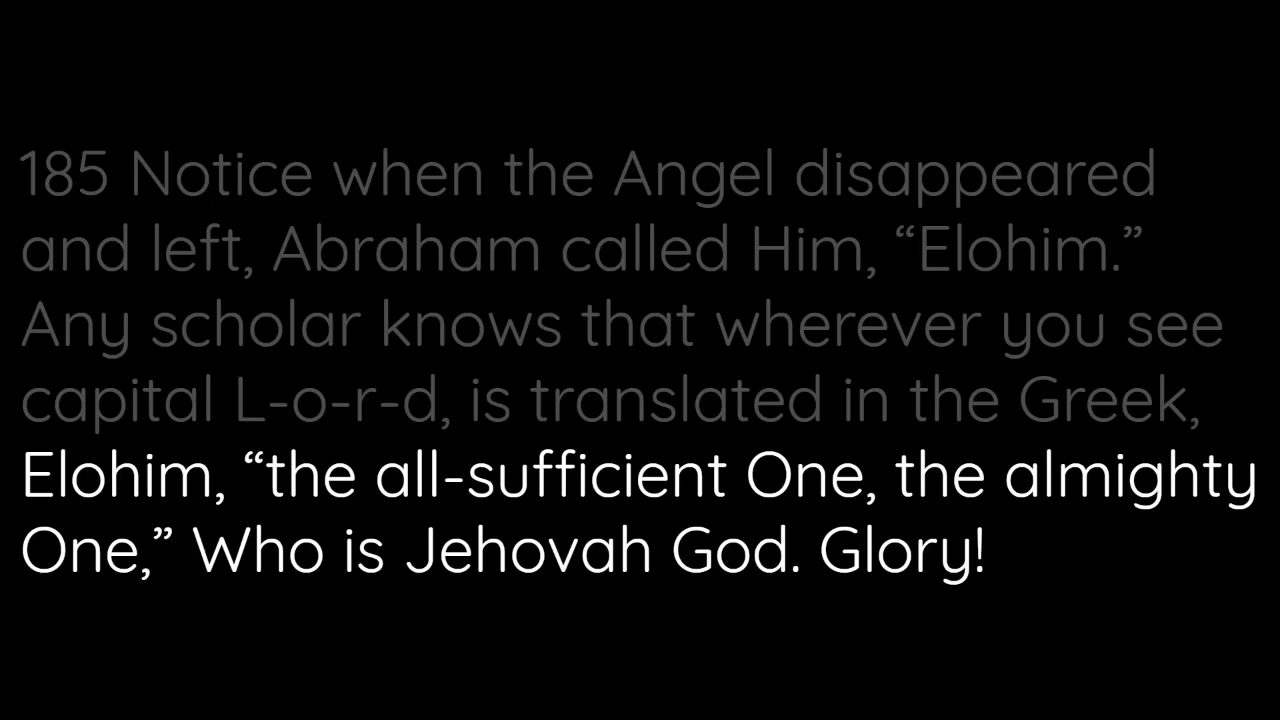 185 Notice when the Angel disappeared
and left, Abraham called Him, “Elohim.”
Any scholar knows that wherever you see
capital L-o-r-d, is translated in the Greek,
Elohim, “the all-sufficient One, the almighty
One,” Who is Jehovah God. Glory!